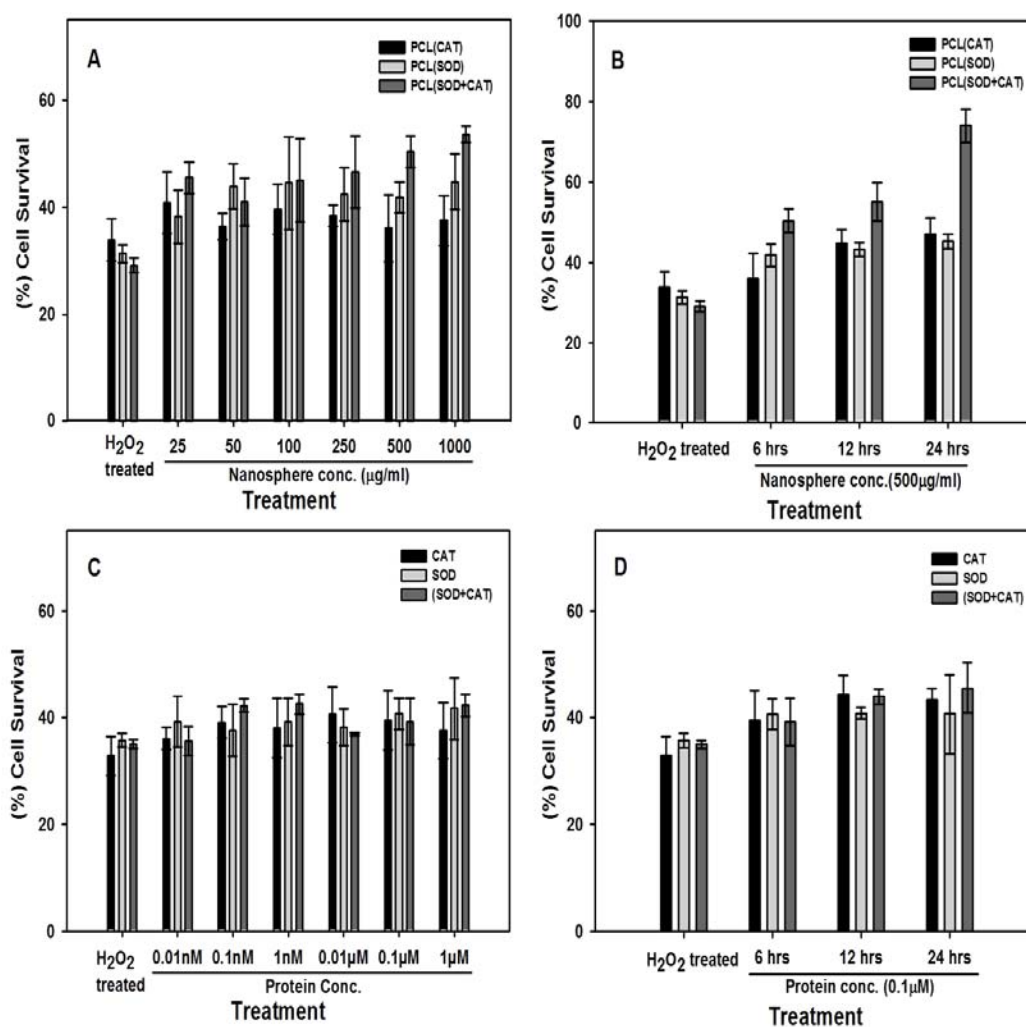 A
PCL(CAT)
PCL(SOD)
PCL(SOD+CAT)
(%) Cell Survival
60
40
20
0
H₂O₂ treated
25 50 100 250 500 1000
Nanosphere conc. (µg/ml)
Treatment
B
PCL(CAT)
PCL(SOD)
PCL(SOD+CAT)
(%) Cell Survival
100
80
60
40
20
0
H₂O₂ treated
6 hrs 12 hrs 24 hrs
Nanosphere conc.(500µg/ml)
Treatment
C
CAT
SOD
(SOD+CAT)
(%) Cell Survival
60
40
20
0
H₂O₂ treated
0.01nM 0.1nM 1nM 0.01µM 0.1µM 1µM
Protein Conc.
Treatment
D
CAT
SOD
(SOD+CAT)
(%) Cell Survival
60
40
20
0
H₂O₂ treated
6 hrs 12 hrs 24 hrs
Protein conc. (0.1µM)
Treatment